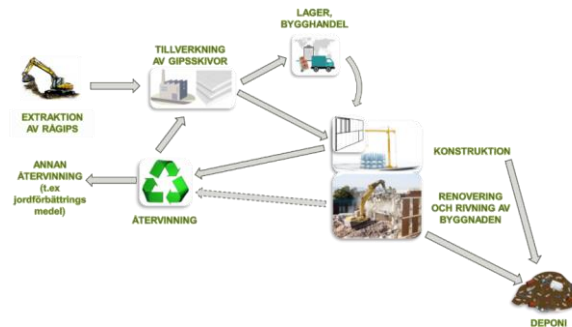 LAGER,
BYGGHANDEL
TILLVERKNING
AV GIPSSKIVOR
EXTRAKTION
AV RÅGIPS
KONSTRUKTION
ANNAN
ÅTERVINNING
(t.ex
jordförbättrings
medel)
ÅTERVINNING
RENOVERING
OCH RIVNING AV
BYGGNADEN
DEPONI